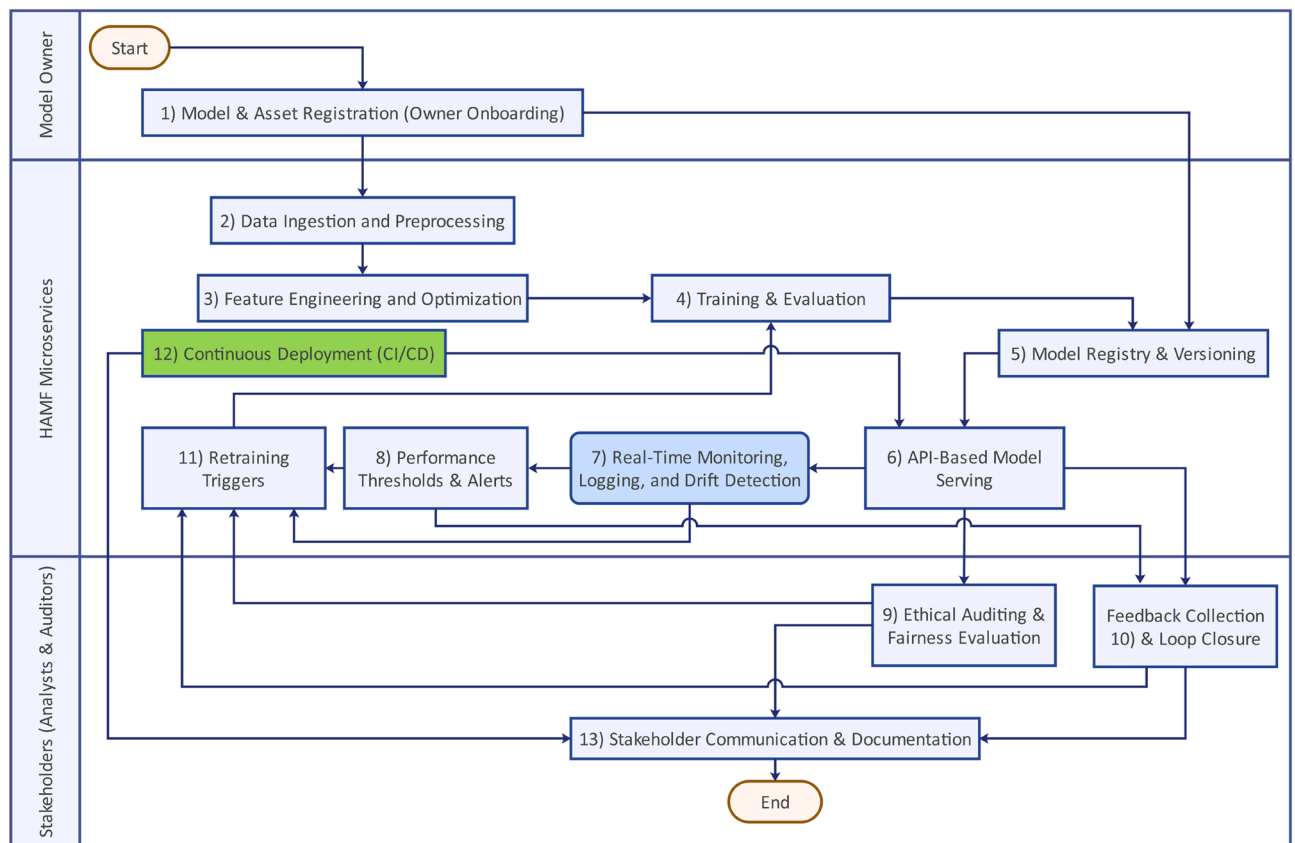 Model Owner
Start
1) Model & Asset Registration (Owner Onboarding)
HAMF Microservices
2) Data Ingestion and Preprocessing
3) Feature Engineering and Optimization
4) Training & Evaluation
12) Continuous Deployment (CI/CD)
5) Model Registry & Versioning
11) Retraining
Triggers
8) Performance
Thresholds & Alerts
7) Real-Time Monitoring,
Logging, and Drift Detection
6) API-Based Model
Serving
Stakeholders (Analysts & Auditors)
9) Ethical Auditing &
Fairness Evaluation
Feedback Collection
10) & Loop Closure
13) Stakeholder Communication & Documentation
End